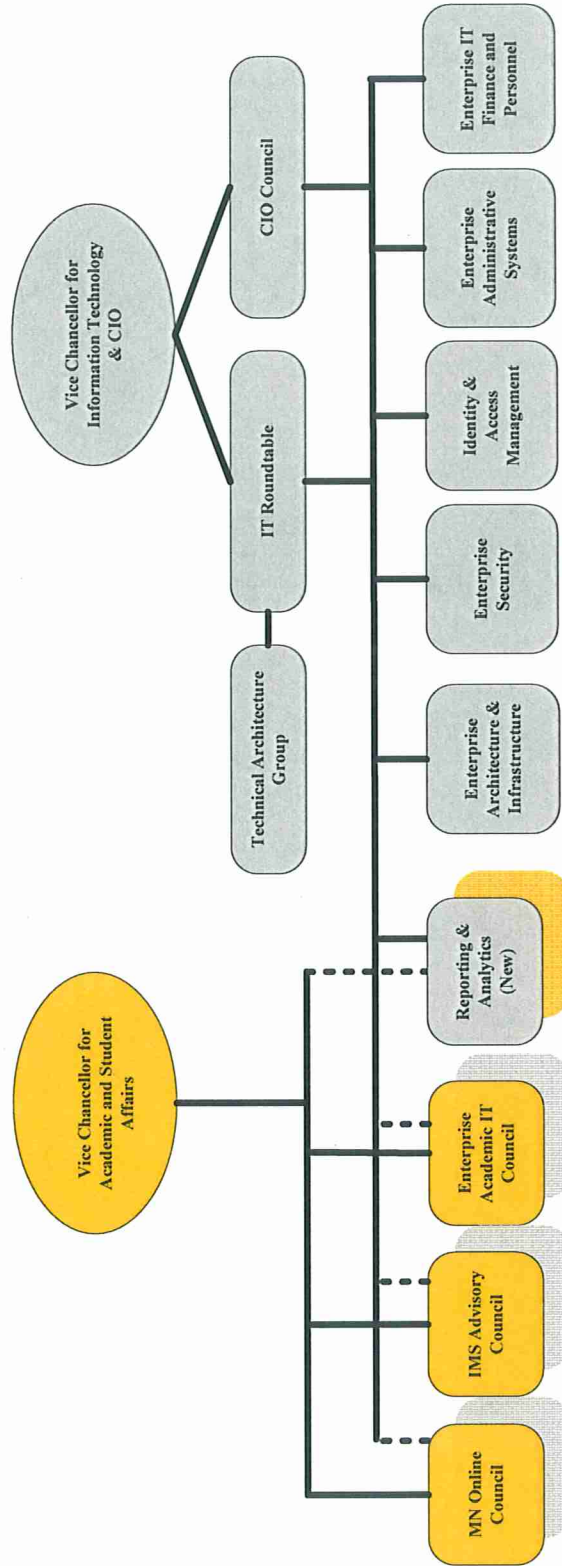 Vice Chancellor for
Academic and Student
Affairs
Vice Chancellor for
Information Technology
& CIO
Technical Architecture
Group
IT Roundtable
CIO Council
MN Online
Council
IMS Advisory
Council
Enterprise
Academic IT
Council
Reporting &
Analytics
(New)
Enterprise
Architecture &
Infrastructure
Enterprise
Security
Identity &
Access
Management
Enterprise
Administrative
Systems
Enterprise IT
Finance and
Personnel